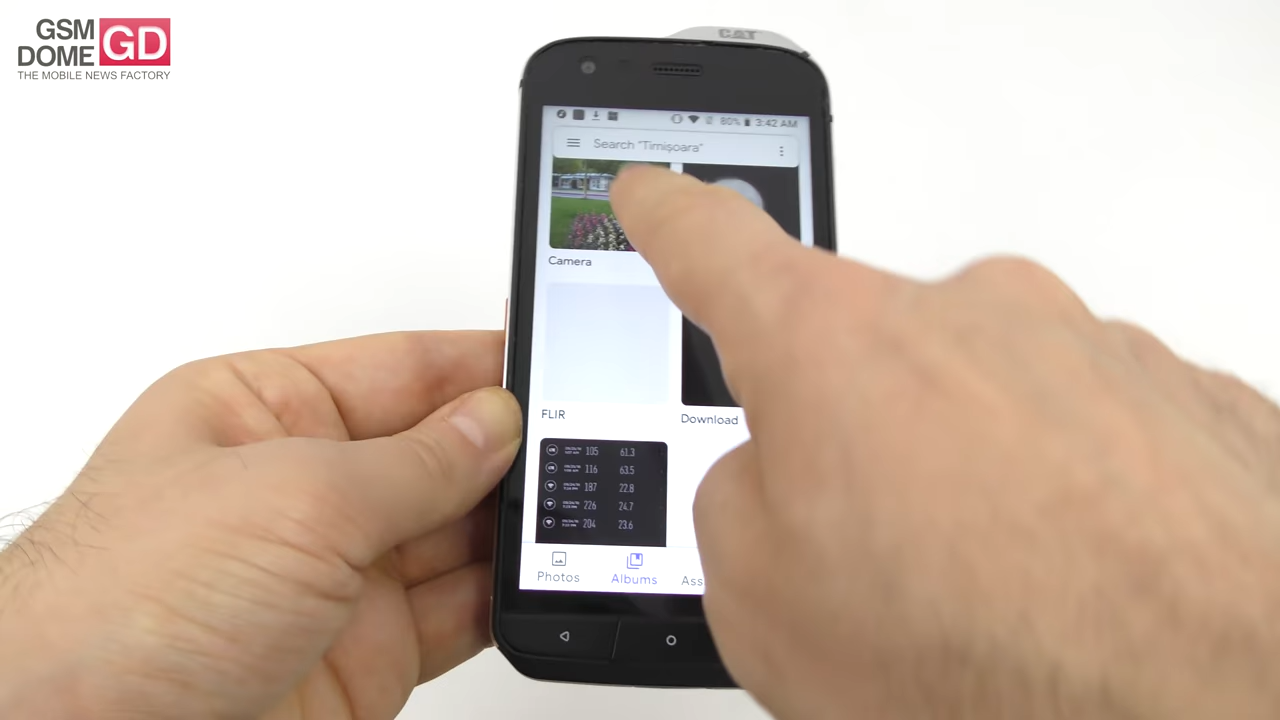 GSM
DOME GD
THE MOBILE NEWS FACTORY
CAT
80% 3:42 AM
Search "Timișoara"
Camera
FLIR
Download
105 61.3
116 63.5
187 22.8
226 24.7
204 23.6
Photos
Albums
Ass